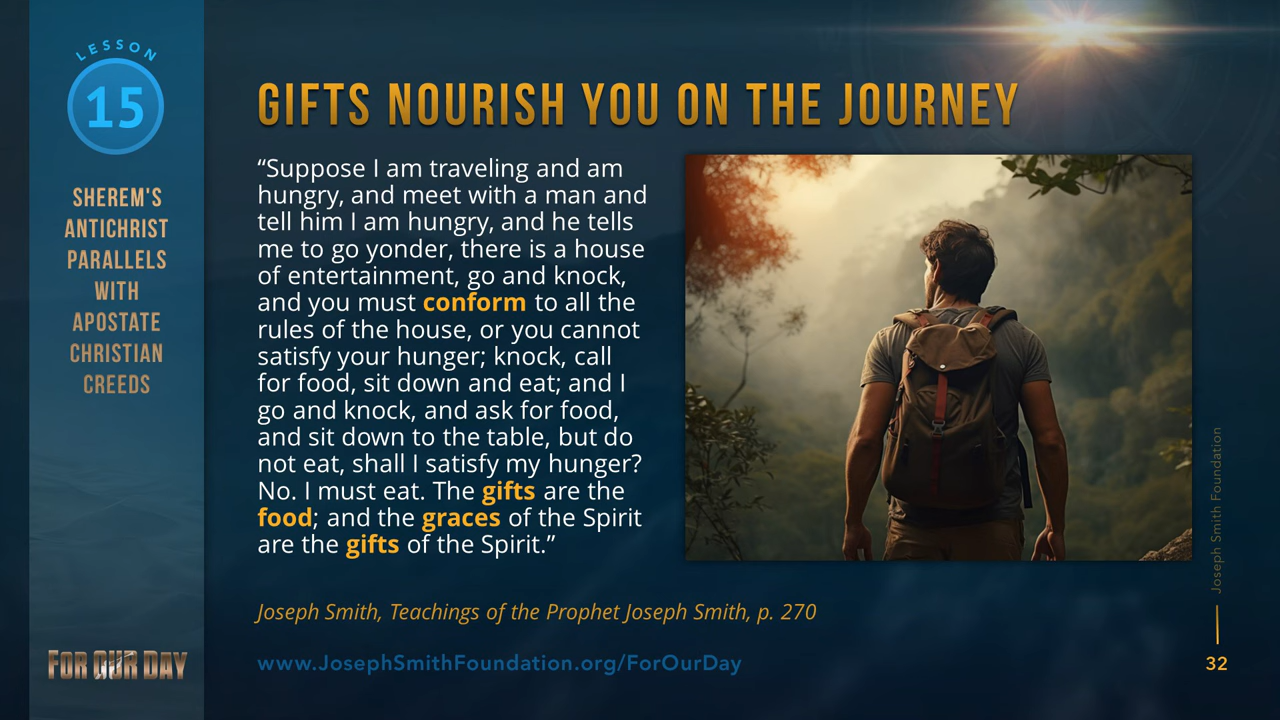 LESSON
15
SHEREM'S
ANTICHRIST
PARALLELS
WITH
APOSTATE
CHRISTIAN
CREEDS
FOR OUR DAY
GIFTS NOURISH YOU ON THE JOURNEY
“Suppose I am traveling and am
hungry, and meet with a man and
tell him I am hungry, and he tells
me to go yonder, there is a house
of entertainment, go and knock,
and you must conform to all the
rules of the house, or you cannot
satisfy your hunger; knock, call
for food, sit down and eat; and I
go and knock, and ask for food,
and sit down to the table, but do
not eat, shall I satisfy my hunger?
No. I must eat. The gifts are the
food; and the graces of the Spirit
are the gifts of the Spirit.”
Joseph Smith, Teachings of the Prophet Joseph Smith, p. 270
www.JosephSmithFoundation.org/ForOurDay
Joseph Smith Foundation
32